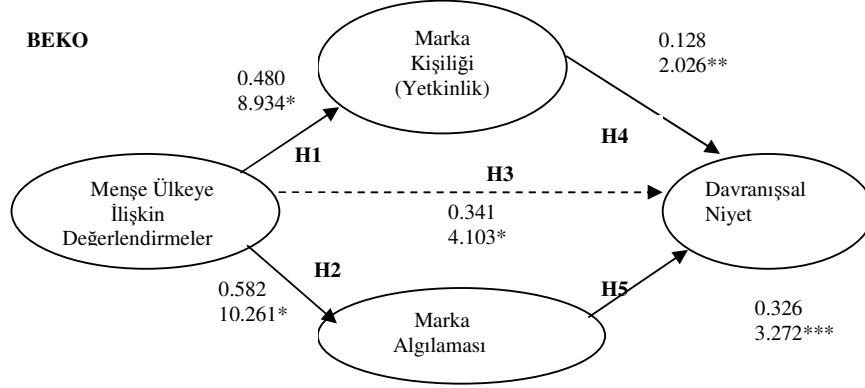 BEKO
Marka
Kişiliği
(Yetkinlik)
0.128
2.026**
0.480
8.934*
H1
H4
H3
Menşe Ülkeye
İlişkin
Değerlendirmeler
Davranışsal
Niyet
0.341
4.103*
H2
0.582
10.261*
H5
Marka
Algılaması
0.326
3.272***